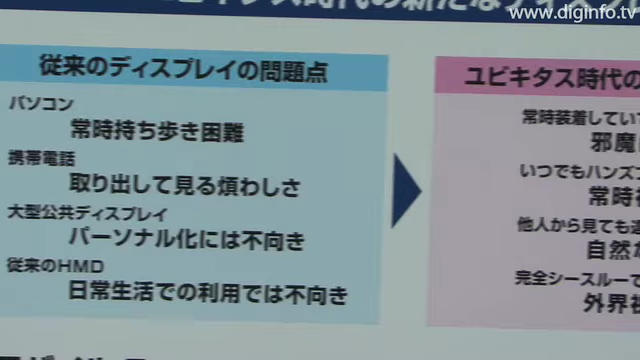 www.diginfo.tv
従来のディスプレイの問題点
パソコン
常時持ち歩き困難
携帯電話
取り出して見る煩わしさ
大型公共ディスプレイ
パーソナル化には不向き
従来のHMD
日常生活での利用では不向き
ユビキタス時代の
常時装着してい
邪魔
いつでもハンズ
常時
他人から見ても
自然
完全シースルーで
外界